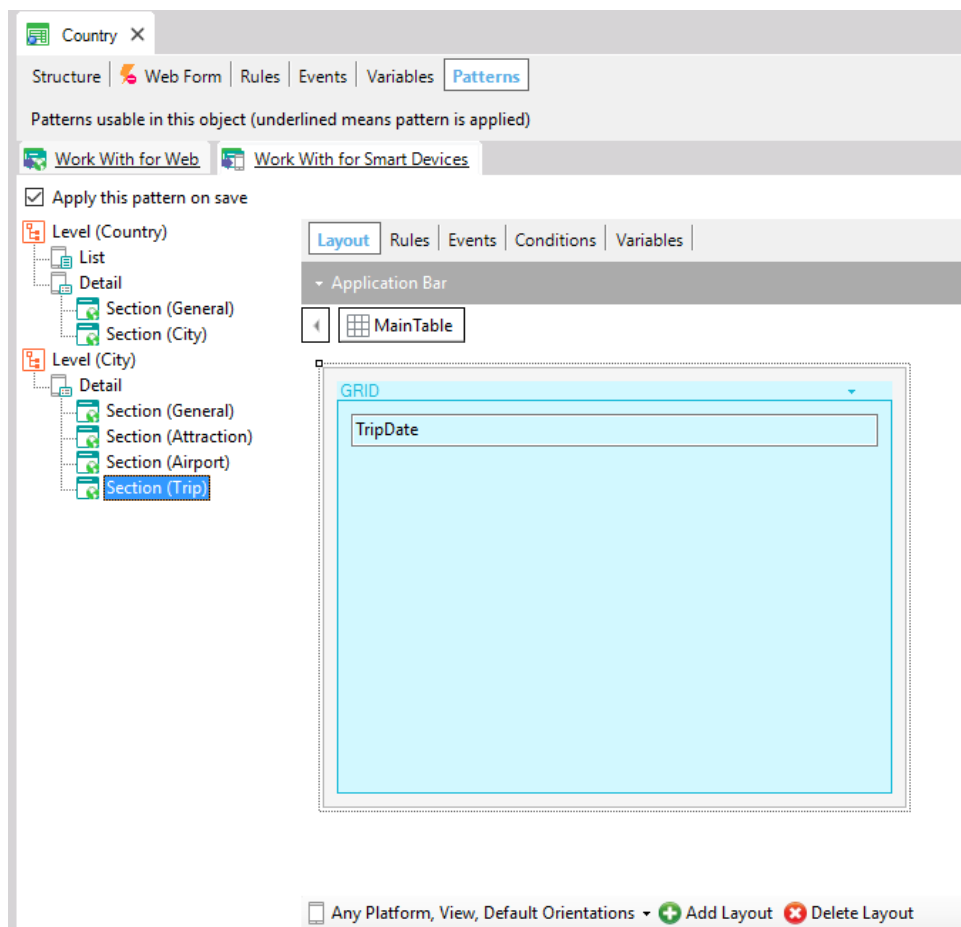 Country
Structure Web Form Rules Events Variables Patterns
Patterns usable in this object (underlined means pattern is applied)
Work With for Web Work With for Smart Devices
Apply this pattern on save
Level (Country)
List
Detail
Section (General)
Section (City)
Level (City)
Detail
Section (General)
Section (Attraction)
Section (Airport)
Section (Trip)
Layout Rules Events Conditions Variables
Application Bar
MainTable
GRID
TripDate
Any Platform, View, Default Orientations Add Layout Delete Layout